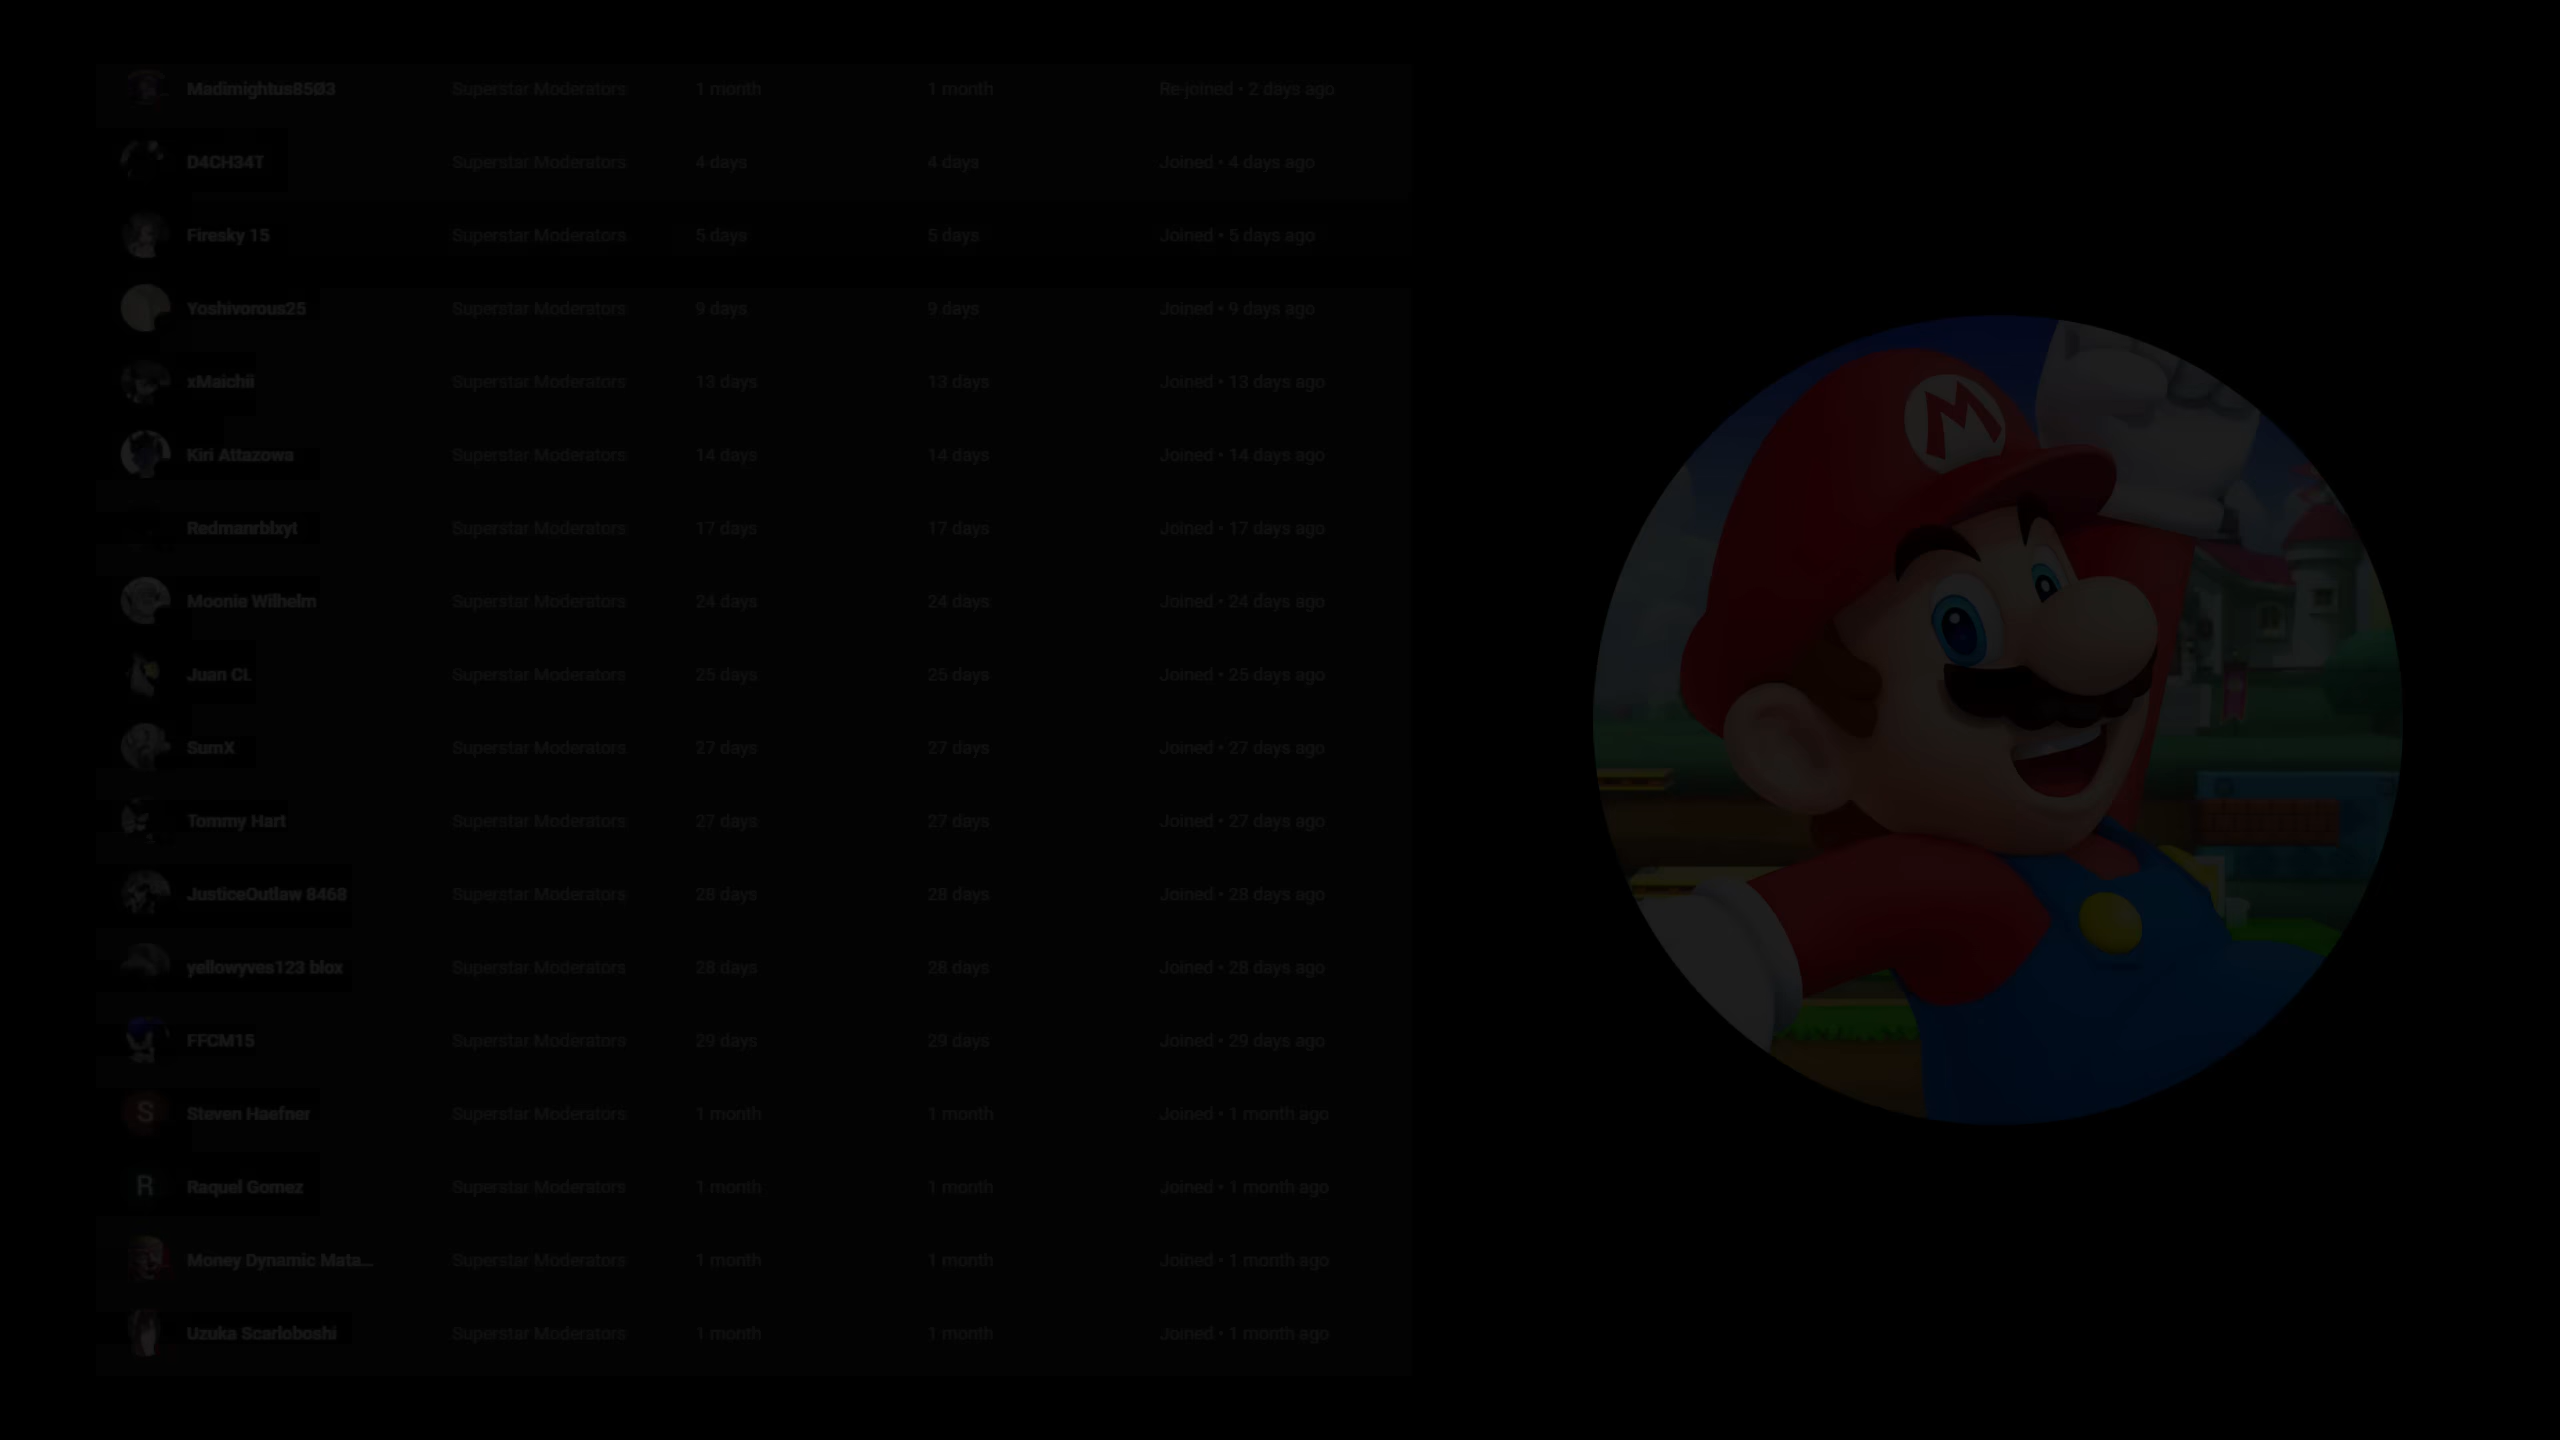 Madimightus85Ø3 Superstar Moderators 1 month 1 month Re-joined • 2 days ago
D4CH34T Superstar Moderators 4 days 4 days Joined • 4 days ago
Firesky 15 Superstar Moderators 5 days 5 days Joined • 5 days ago
Yoshivorous25 Superstar Moderators 9 days 9 days Joined • 9 days ago
xMaichii Superstar Moderators 13 days 13 days Joined • 13 days ago
Kiri Attazowa Superstar Moderators 14 days 14 days Joined • 14 days ago
Redmanrblxyt Superstar Moderators 17 days 17 days Joined • 17 days ago
Moonie Wilhelm Superstar Moderators 24 days 24 days Joined • 24 days ago
Juan CL Superstar Moderators 25 days 25 days Joined • 25 days ago
SumX Superstar Moderators 27 days 27 days Joined • 27 days ago
Tommy Hart Superstar Moderators 27 days 27 days Joined • 27 days ago
JusticeOutlaw 8468 Superstar Moderators 28 days 28 days Joined • 28 days ago
yellowyves123 blox Superstar Moderators 28 days 28 days Joined • 28 days ago
FFCM15 Superstar Moderators 29 days 29 days Joined • 29 days ago
S Steven Haefner Superstar Moderators 1 month 1 month Joined • 1 month ago
R Raquel Gomez Superstar Moderators 1 month 1 month Joined • 1 month ago
Money Dynamic Mata... Superstar Moderators 1 month 1 month Joined • 1 month ago
Uzuka Scarloboshi Superstar Moderators 1 month 1 month Joined • 1 month ago
M